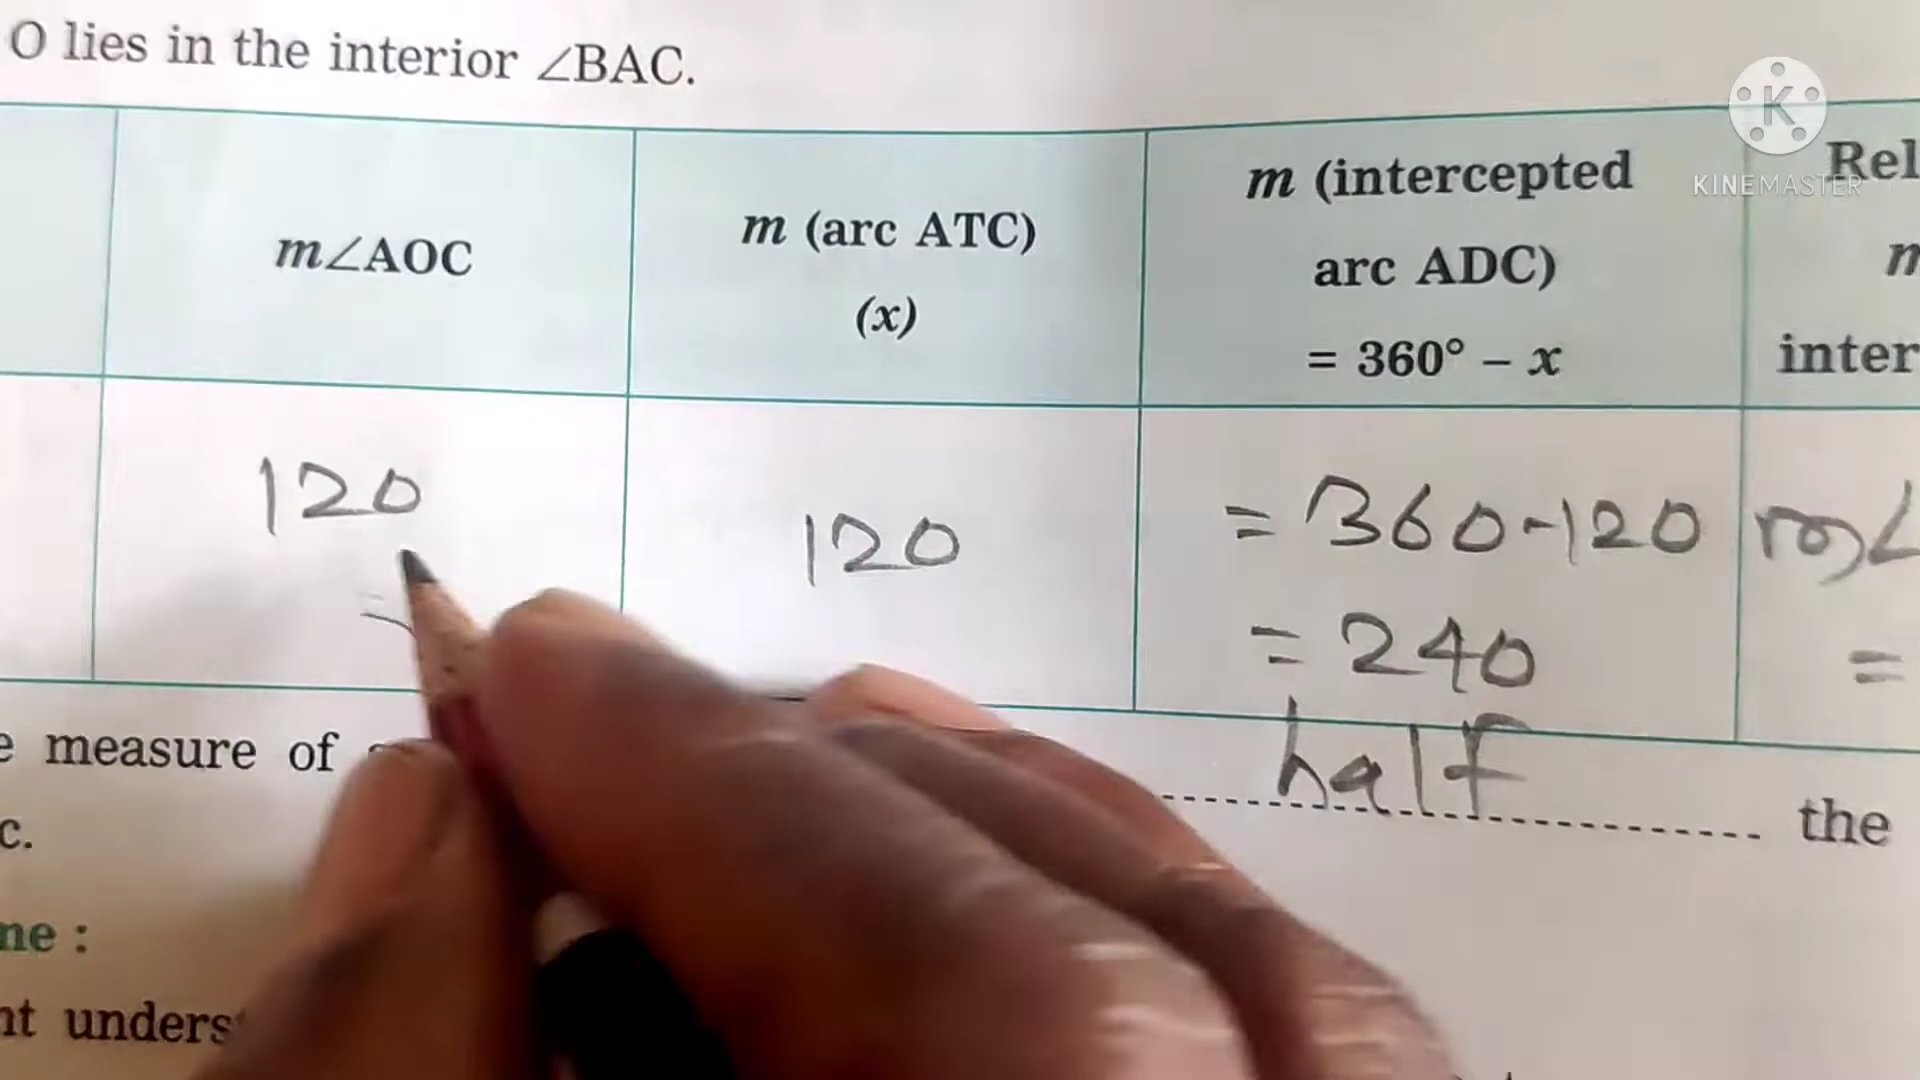 O lies in the interior ∠BAC.
m∠AOC
m (arc ATC)
(x)
m (intercepted
arc ADC)
= 360° – x
Rel
m
inter
KINEMASTER
120
120
= 360-120
= 240
m∠
=
e measure of
half
the
c.
me :
nt unders